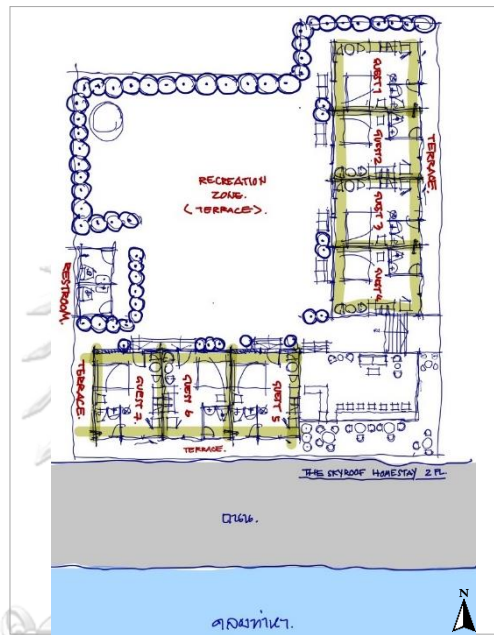 GUEST 1
GUEST 2
GUEST 3
GUEST 4
TERRACE.
RECREATION
ZONE.
<TERRACE>.
RESTROOM.
TERRACE.
GUEST 7.
GUEST 6
GUEST 5
TERRACE.
THE SKYROOF HOMESTAY 2 FL.
ถนน.
คลองท่าหา.
N